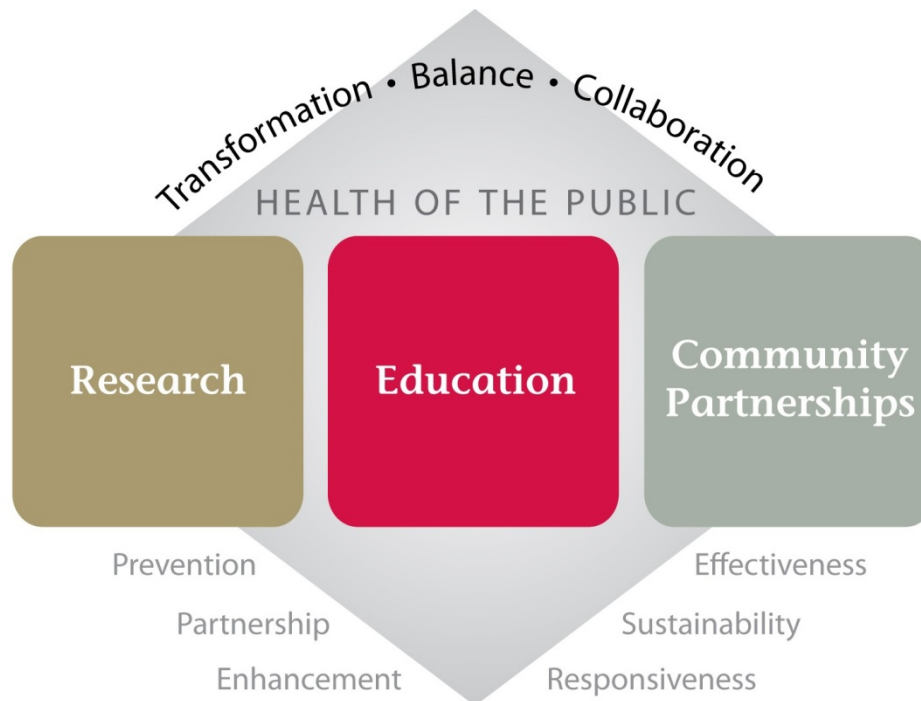 Transformation • Balance • Collaboration
HEALTH OF THE PUBLIC
Research
Education
Community
Partnerships
Prevention
Effectiveness
Partnership
Sustainability
Enhancement
Responsiveness